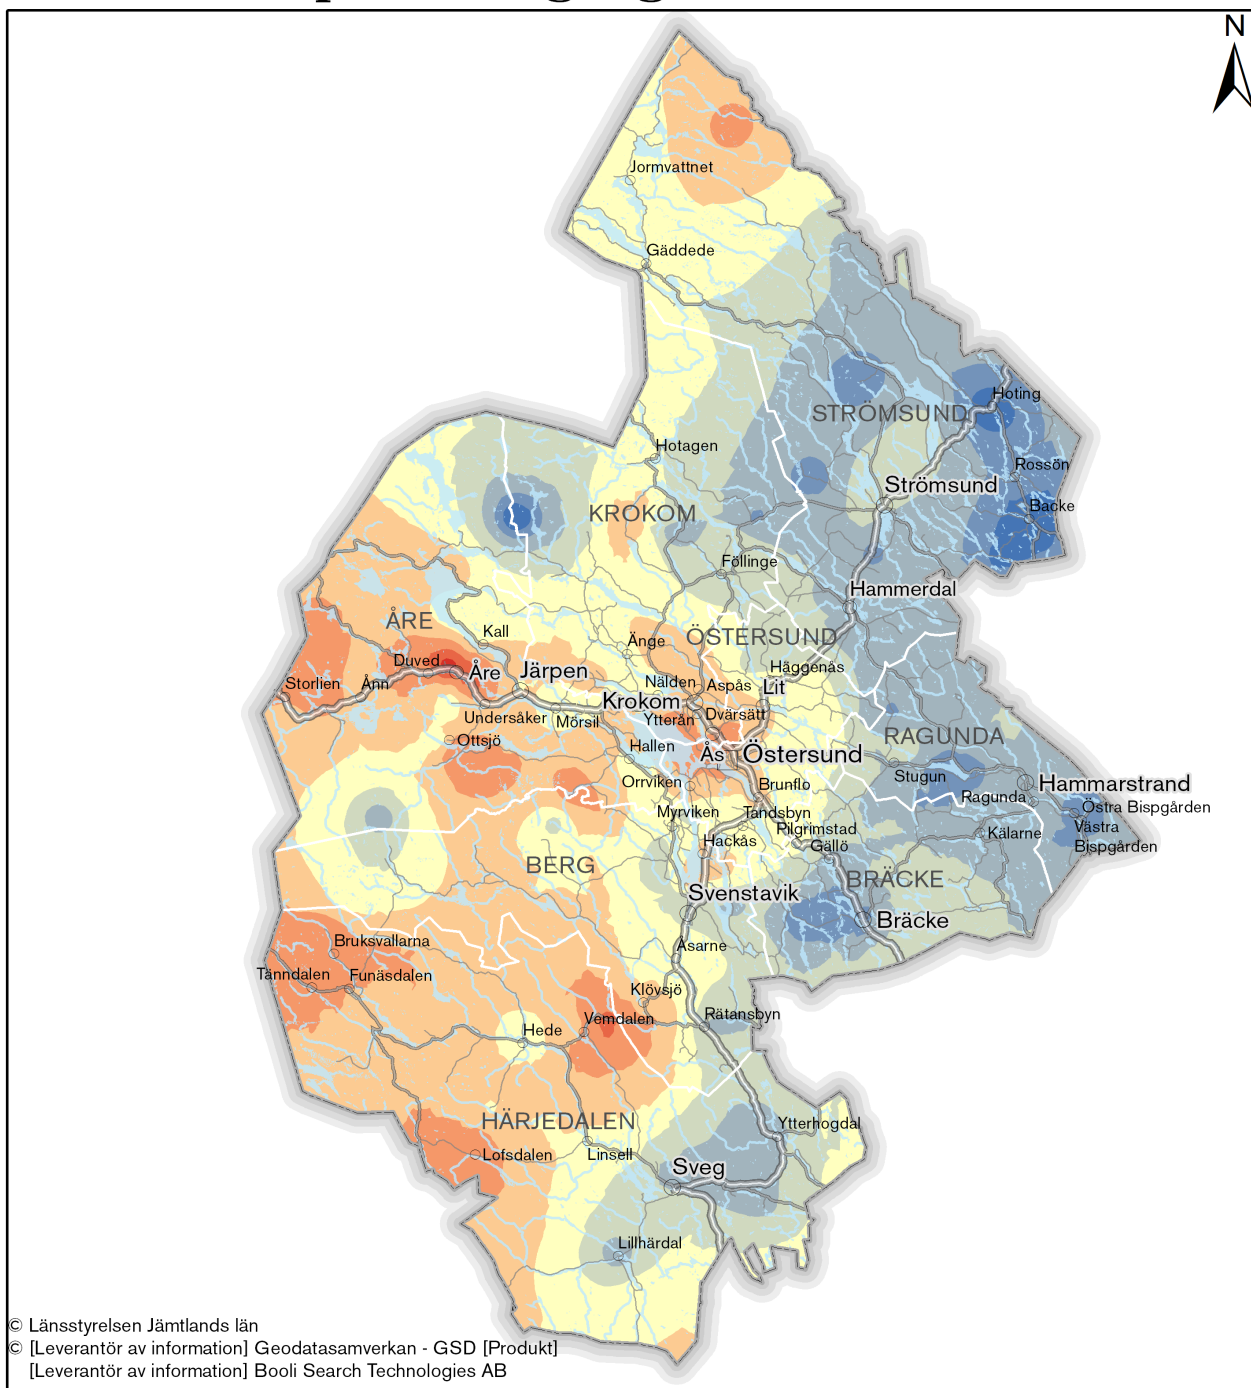 N
Jormvattnet
Gäddede
Hoting
STRÖMSUND
Hotagen
Rossön
Strömsund
Backe
KROKOM
Föllinge
Hammerdal
ÅRE
Kall
Änge
ÖSTERSUND
Duved
Åre
Järpen
Häggenås
Storlien
Ånn
Nälden
Aspås
Lit
Krokom
Undersåker
Mörsil
Ytterån
Dvärsätt
Ottsjö
Hallen
Ås
Östersund
RAGUNDA
Stugun
Orrviken
Brunflo
Hammarstrand
Ragunda
Östra Bispgården
Myrviken
Tandsbyn
Pilgrimstad
Kälarne
Västra
Bispgården
Hackås
Gällö
BERG
BRÄCKE
Svenstavik
Bräcke
Bruksvallarna
Åsarne
Tänndalen
Funäsdalen
Klövsjö
Vemdalen
Rätansbyn
Hede
HÄRJEDALEN
Ytterhogdal
Lofsdalen
Linsell
Sveg
Lillhärdal
© Länsstyrelsen Jämtlands län
© [Leverantör av information] Geodatasamverkan - GSD [Produkt]
[Leverantör av information] Booli Search Technologies AB